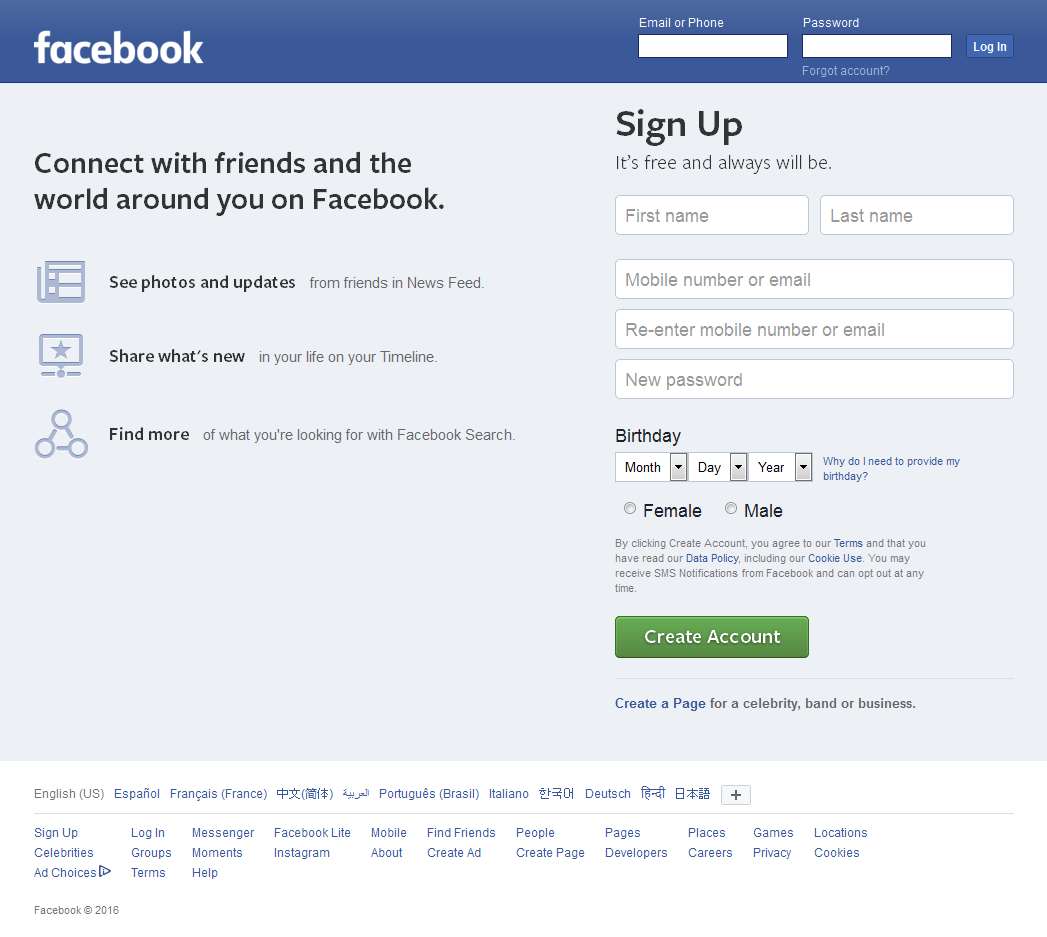 facebook
Email or Phone
Password
Log In
Forgot account?
Connect with friends and the
world around you on Facebook.
See photos and updates from friends in News Feed.
Share what's new in your life on your Timeline.
Find more of what you're looking for with Facebook Search.
Sign Up
It's free and always will be.
First name
Last name
Mobile number or email
Re-enter mobile number or email
New password
Birthday
Month Day Year
Why do I need to provide my
birthday?
Female Male
By clicking Create Account, you agree to our Terms and that you
have read our Data Policy, including our Cookie Use. You may
receive SMS Notifications from Facebook and can opt out at any
time.
Create Account
Create a Page for a celebrity, band or business.
English (US) Español Français (France) 中文(简体) العربية Português (Brasil) Italiano 한국어 Deutsch हिन्दी 日本語 +
Sign Up Log In Messenger Facebook Lite Mobile Find Friends People Pages Places Games Locations
Celebrities Groups Moments Instagram About Create Ad Create Page Developers Careers Privacy Cookies
Ad Choices Terms Help
Facebook © 2016